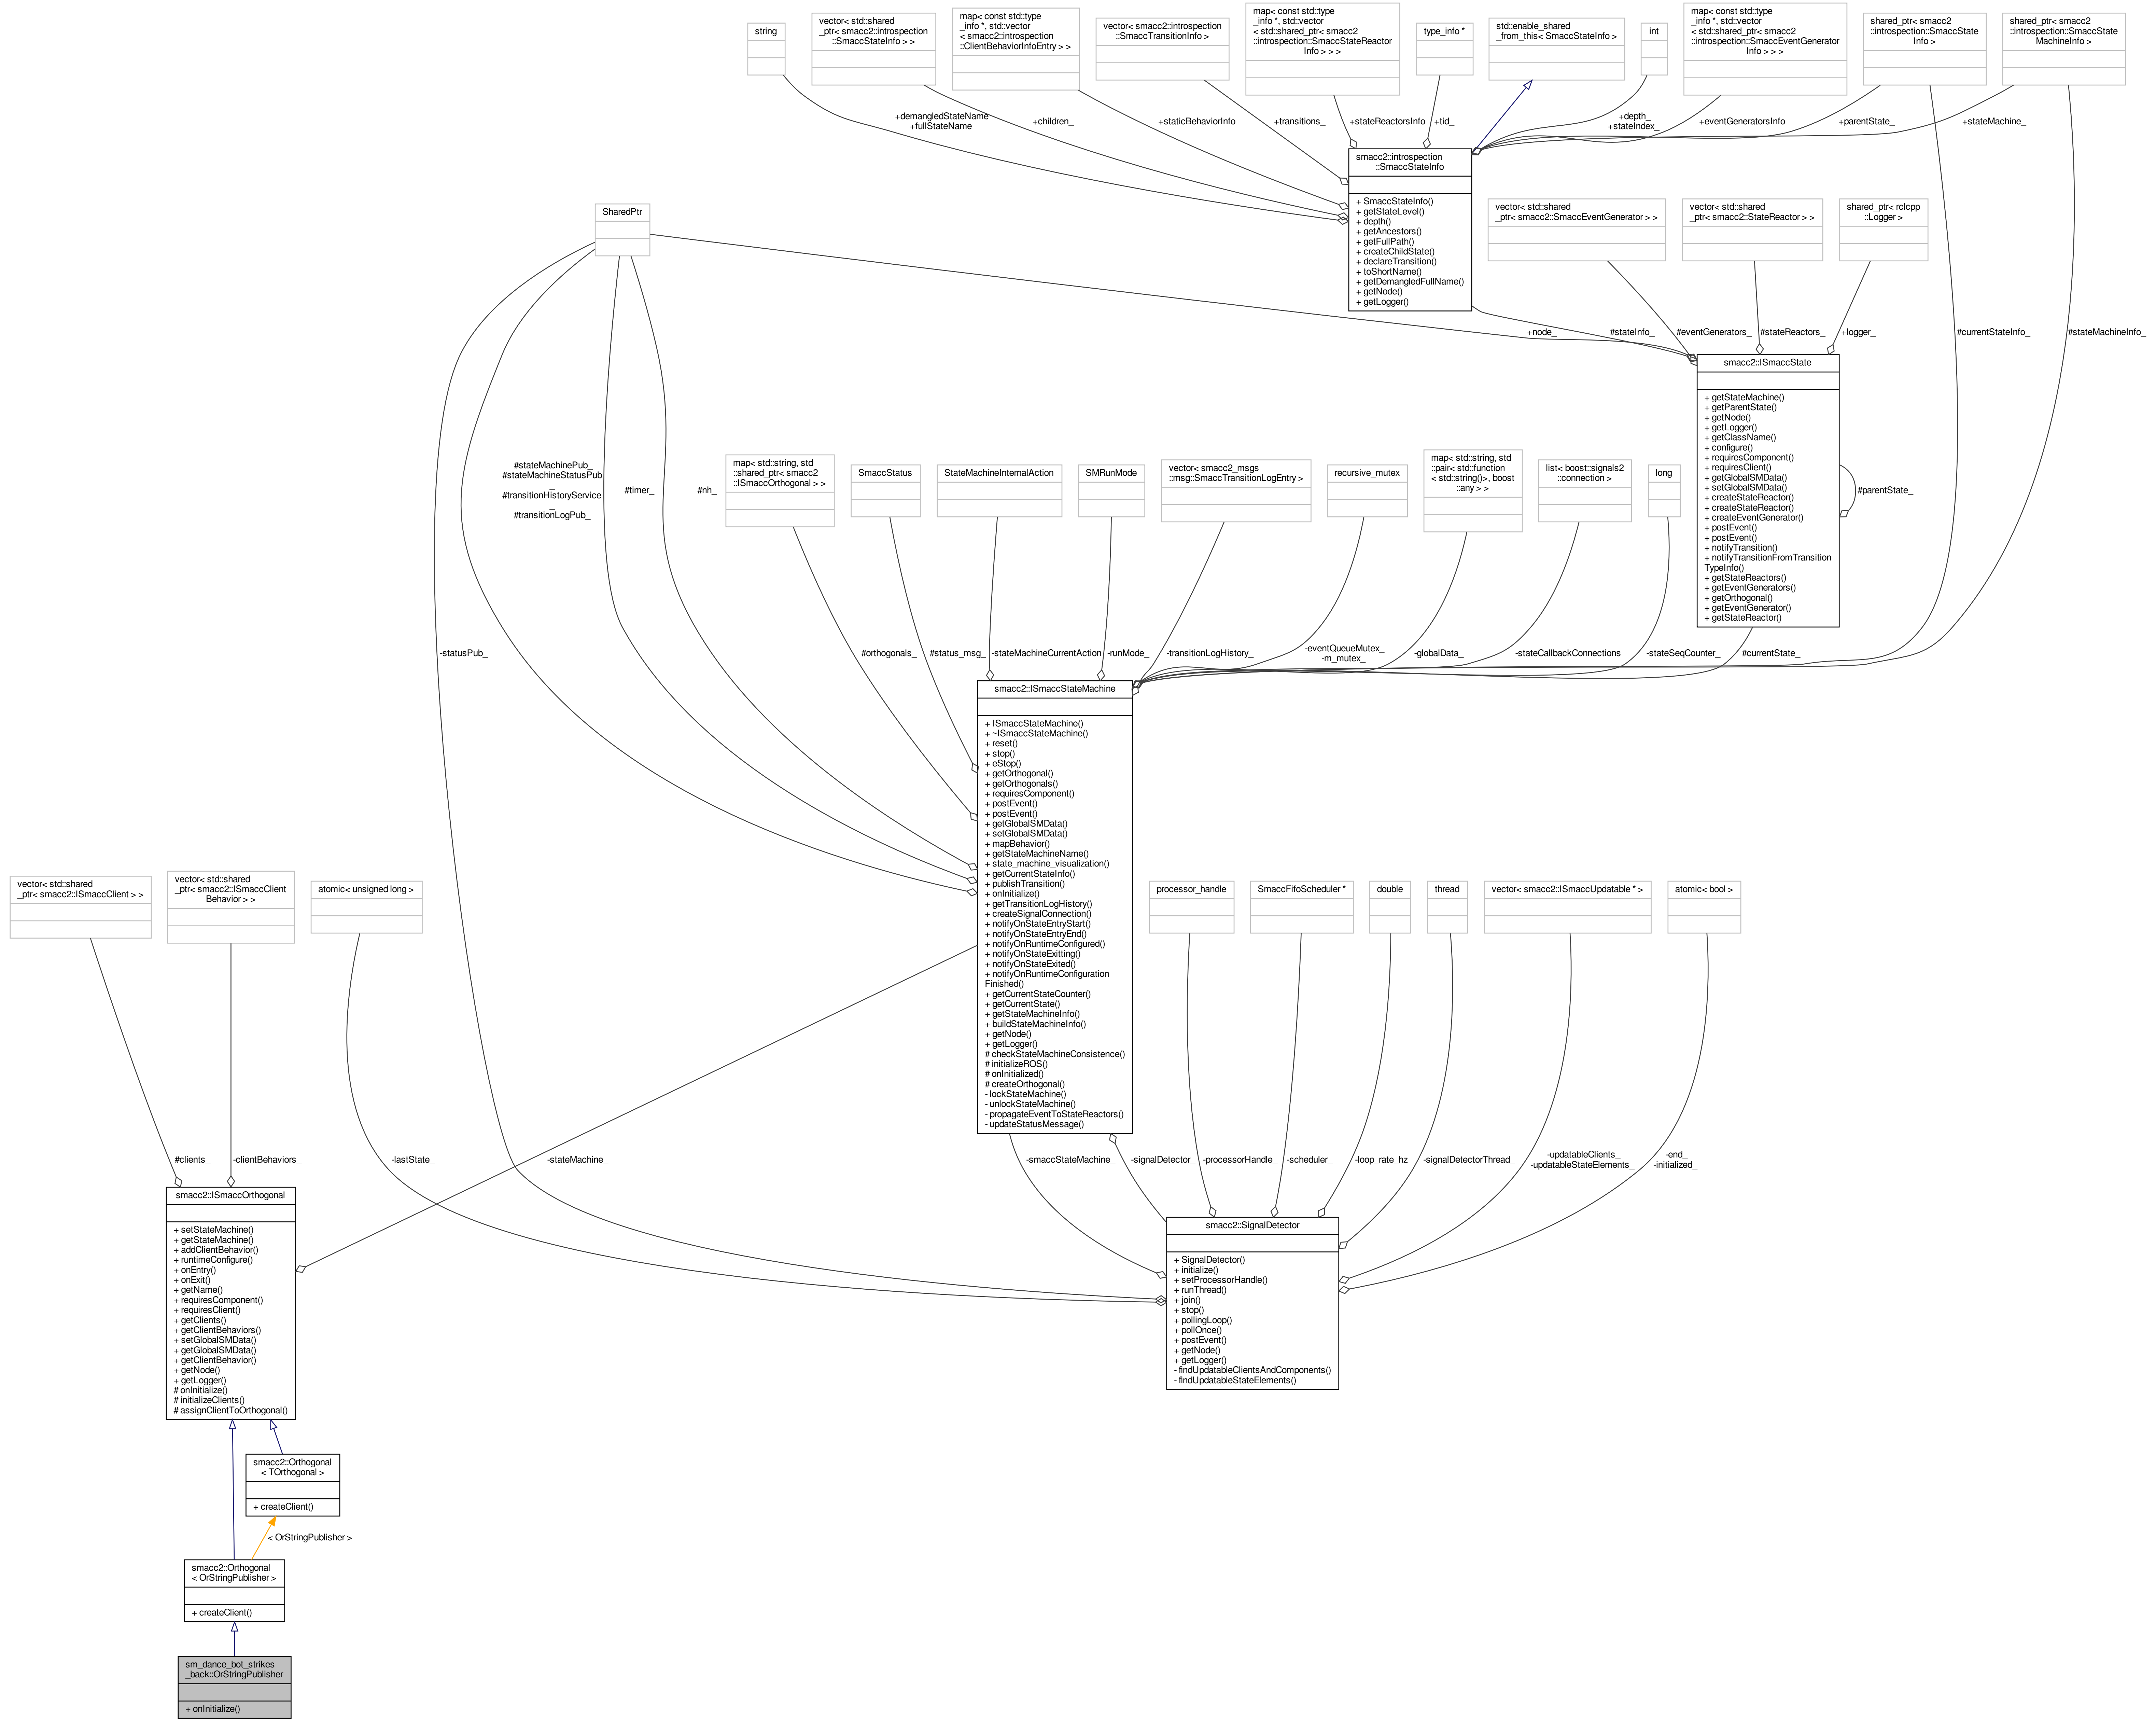 string
vector< std::shared
_ptr< smacc2::introspection
::SmaccStateInfo > >
map< const std::type
_info *, std::vector
< smacc2::introspection
::ClientBehaviorInfoEntry > >
vector< smacc2::introspection
::SmaccTransitionInfo >
map< const std::type
_info *, std::vector
< std::shared_ptr< smacc2
::introspection::SmaccStateReactor
Info > > >
type_info *
std::enable_shared
_from_this< SmaccStateInfo >
int
map< const std::type
_info *, std::vector
< std::shared_ptr< smacc2
::introspection::SmaccEventGenerator
Info > > >
shared_ptr< smacc2
::introspection::SmaccState
Info >
shared_ptr< smacc2
::introspection::SmaccState
MachineInfo >
+demangledStateName
+fullStateName
+children_
+staticBehaviorInfo
+transitions_
+stateReactorsInfo
+tid_
+depth_
+stateIndex_
+eventGeneratorsInfo
+parentState_
+stateMachine_
smacc2::introspection
::SmaccStateInfo
+ SmaccStateInfo()
+ getStateLevel()
+ depth()
+ getAncestors()
+ getFullPath()
+ createChildState()
+ declareTransition()
+ toShortName()
+ getDemangledFullName()
+ getNode()
+ getLogger()
SharedPtr
vector< std::shared
_ptr< smacc2::SmaccEventGenerator > >
vector< std::shared
_ptr< smacc2::StateReactor > >
shared_ptr< rclcpp
::Logger >
+node_
#stateInfo_
#eventGenerators_
#stateReactors_
+logger_
#currentStateInfo_
#stateMachineInfo_
smacc2::ISmaccState
+ getStateMachine()
+ getParentState()
+ getNode()
+ getLogger()
+ getClassName()
+ configure()
+ requiresComponent()
+ requiresClient()
+ getGlobalSMData()
+ setGlobalSMData()
+ createStateReactor()
+ createStateReactor()
+ createEventGenerator()
+ postEvent()
+ postEvent()
+ notifyTransition()
+ notifyTransitionFromTransition
TypeInfo()
+ getStateReactors()
+ getEventGenerators()
+ getOrthogonal()
+ getEventGenerator()
+ getStateReactor()
#parentState_
#stateMachinePub_
#stateMachineStatusPub
_
#transitionHistoryService
_
#transitionLogPub_
#timer_
#nh_
map< std::string, std
::shared_ptr< smacc2
::ISmaccOrthogonal > >
SmaccStatus
StateMachineInternalAction
SMRunMode
vector< smacc2_msgs
::msg::SmaccTransitionLogEntry >
recursive_mutex
map< std::string, std
::pair< std::function
< std::string()>, boost
::any > >
list< boost::signals2
::connection >
long
-statusPub_
#orthogonals_
#status_msg_
-stateMachineCurrentAction
-runMode_
-transitionLogHistory_
-eventQueueMutex_
-m_mutex_
-globalData_
-stateCallbackConnections
-stateSeqCounter_
#currentState_
smacc2::ISmaccStateMachine
+ ISmaccStateMachine()
+ ~ISmaccStateMachine()
+ reset()
+ stop()
+ eStop()
+ getOrthogonal()
+ getOrthogonals()
+ requiresComponent()
+ postEvent()
+ postEvent()
+ getGlobalSMData()
+ setGlobalSMData()
+ mapBehavior()
+ getStateMachineName()
+ state_machine_visualization()
+ getCurrentStateInfo()
+ publishTransition()
+ onInitialize()
+ getTransitionLogHistory()
+ createSignalConnection()
+ notifyOnStateEntryStart()
+ notifyOnStateEntryEnd()
+ notifyOnRuntimeConfigured()
+ notifyOnStateExitting()
+ notifyOnStateExited()
+ notifyOnRuntimeConfiguration
Finished()
+ getCurrentStateCounter()
+ getCurrentState()
+ getStateMachineInfo()
+ buildStateMachineInfo()
+ getNode()
+ getLogger()
# checkStateMachineConsistence()
# initializeROS()
# onInitialized()
# createOrthogonal()
- lockStateMachine()
- unlockStateMachine()
- propagateEventToStateReactors()
- updateStatusMessage()
vector< std::shared
_ptr< smacc2::ISmaccClient > >
vector< std::shared
_ptr< smacc2::ISmaccClient
Behavior > >
atomic< unsigned long >
processor_handle
SmaccFifoScheduler *
double
thread
vector< smacc2::ISmaccUpdatable * >
atomic< bool >
#clients_
-clientBehaviors_
-lastState_
-stateMachine_
-smaccStateMachine_
-signalDetector_
-processorHandle_
-scheduler_
-loop_rate_hz
-signalDetectorThread_
-updatableClients_
-updatableStateElements_
-end_
-initialized_
smacc2::ISmaccOrthogonal
+ setStateMachine()
+ getStateMachine()
+ addClientBehavior()
+ runtimeConfigure()
+ onEntry()
+ onExit()
+ getName()
+ requiresComponent()
+ requiresClient()
+ getClients()
+ getClientBehaviors()
+ setGlobalSMData()
+ getGlobalSMData()
+ getClientBehavior()
+ getNode()
+ getLogger()
# onInitialize()
# initializeClients()
# assignClientToOrthogonal()
smacc2::SignalDetector
+ SignalDetector()
+ initialize()
+ setProcessorHandle()
+ runThread()
+ join()
+ stop()
+ pollingLoop()
+ pollOnce()
+ postEvent()
+ getNode()
+ getLogger()
- findUpdatableClientsAndComponents()
- findUpdatableStateElements()
smacc2::Orthogonal
< TOrthogonal >
+ createClient()
< OrStringPublisher >
smacc2::Orthogonal
< OrStringPublisher >
+ createClient()
sm_dance_bot_strikes
_back::OrStringPublisher
+ onInitialize()